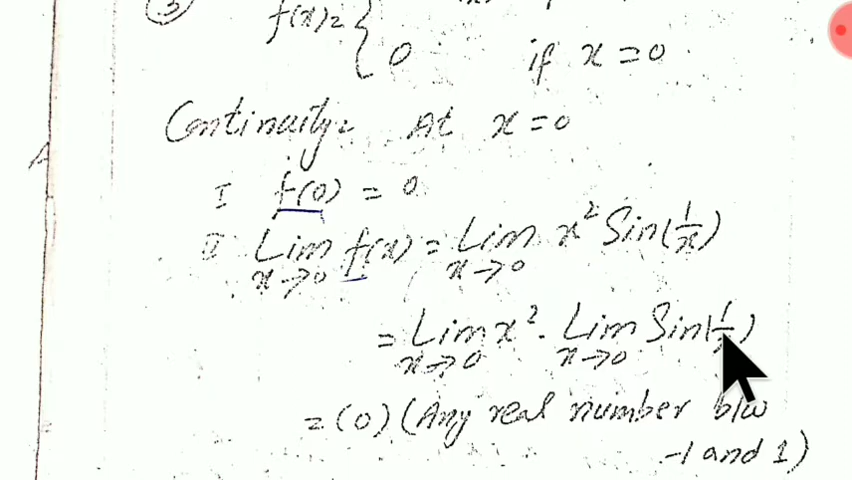 (3)
f(x) = {
0 if x = 0
Continuity: At x = 0
I f(0) = 0
II Lim x→0 f(x) = Lim x→0 x² Sin(1/x)
= Lim x→0 x² . Lim x→0 Sin(1/x)
= (0) (Any real number b/w
-1 and 1)